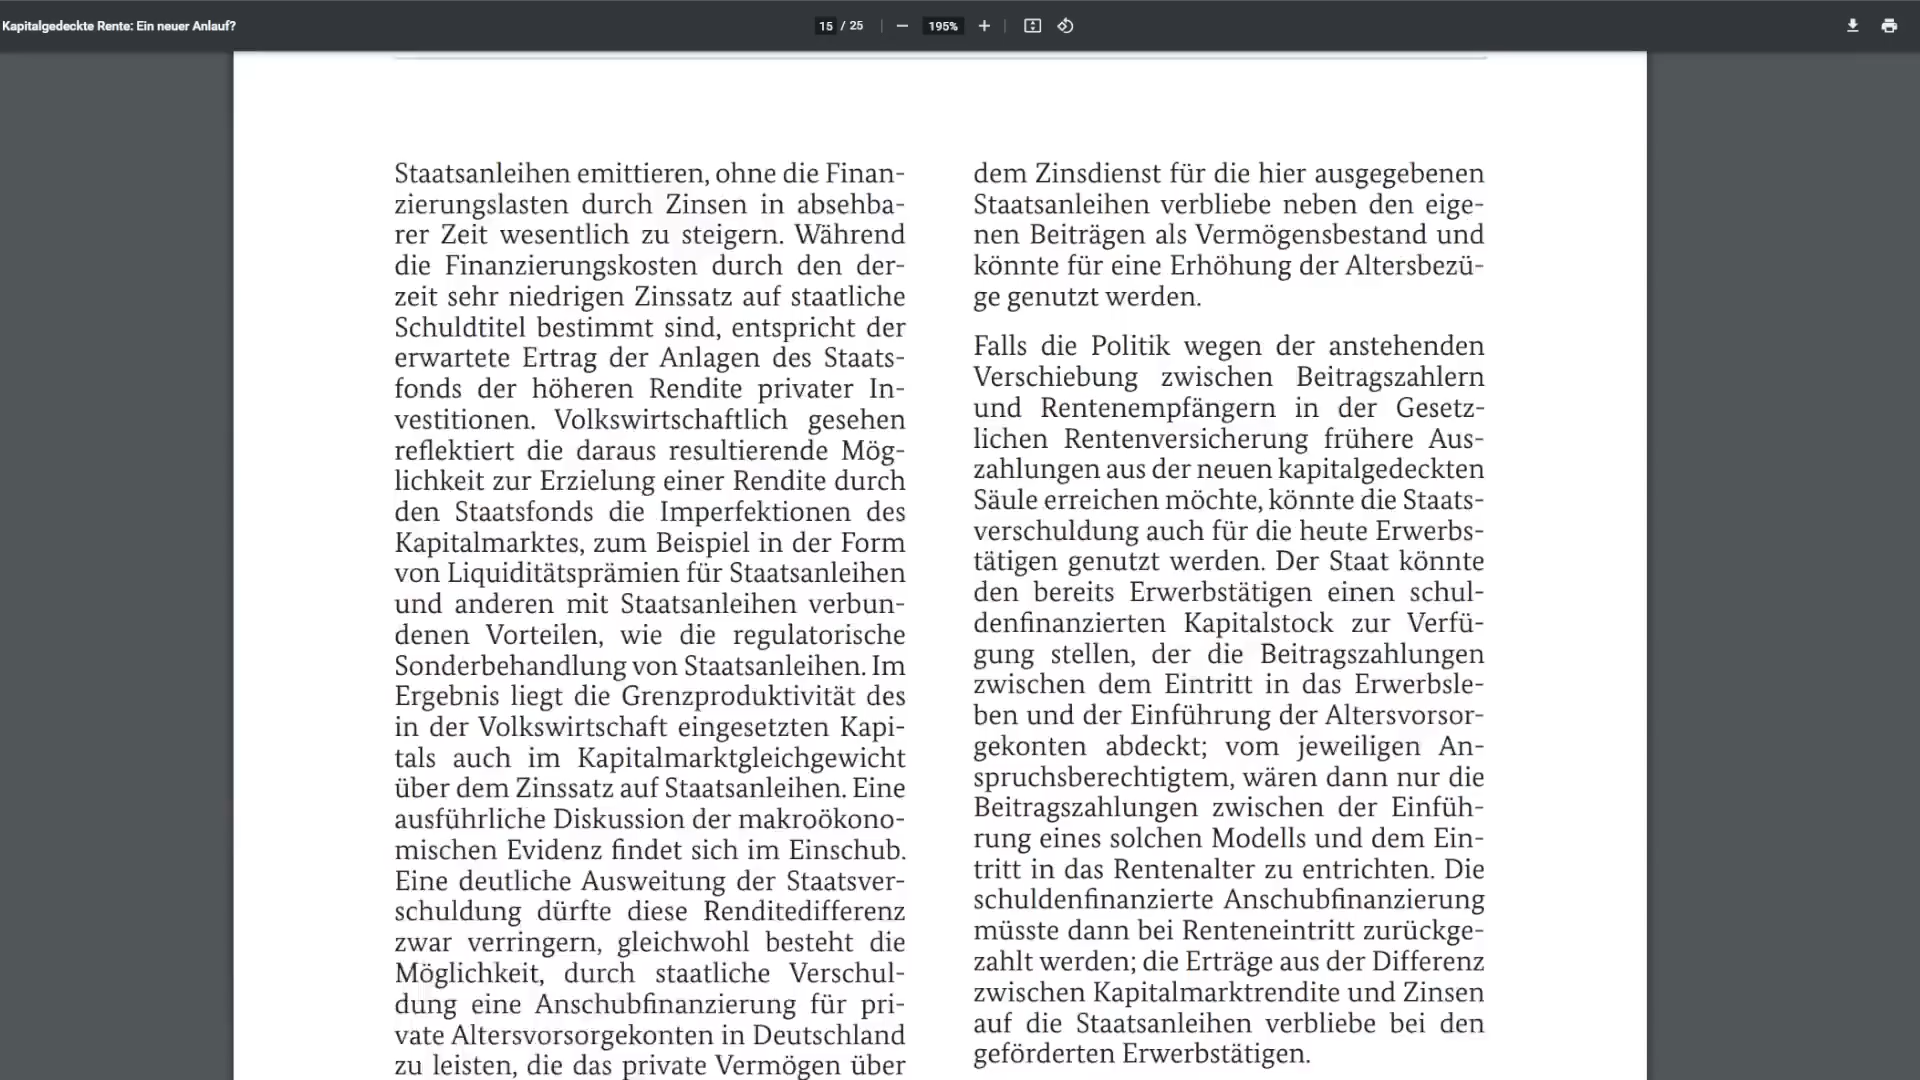 Kapitalgedeckte Rente: Ein neuer Anlauf?
15 / 25
195%
Staatsanleihen emittieren, ohne die Finan-
zierungslasten durch Zinsen in absehba-
rer Zeit wesentlich zu steigern. Während
die Finanzierungskosten durch den der-
zeit sehr niedrigen Zinssatz auf staatliche
Schuldtitel bestimmt sind, entspricht der
erwartete Ertrag der Anlagen des Staats-
fonds der höheren Rendite privater In-
vestitionen. Volkswirtschaftlich gesehen
reflektiert die daraus resultierende Mög-
lichkeit zur Erzielung einer Rendite durch
den Staatsfonds die Imperfektionen des
Kapitalmarktes, zum Beispiel in der Form
von Liquiditätsprämien für Staatsanleihen
und anderen mit Staatsanleihen verbun-
denen Vorteilen, wie die regulatorische
Sonderbehandlung von Staatsanleihen. Im
Ergebnis liegt die Grenzproduktivität des
in der Volkswirtschaft eingesetzten Kapi-
tals auch im Kapitalmarktgleichgewicht
über dem Zinssatz auf Staatsanleihen. Eine
ausführliche Diskussion der makroökono-
mischen Evidenz findet sich im Einschub.
Eine deutliche Ausweitung der Staatsver-
schuldung dürfte diese Renditedifferenz
zwar verringern, gleichwohl besteht die
Möglichkeit, durch staatliche Verschul-
dung eine Anschubfinanzierung für pri-
vate Altersvorsorgekonten in Deutschland
zu leisten, die das private Vermögen über
dem Zinsdienst für die hier ausgegebenen
Staatsanleihen verbliebe neben den eige-
nen Beiträgen als Vermögensbestand und
könnte für eine Erhöhung der Altersbezü-
ge genutzt werden.
Falls die Politik wegen der anstehenden
Verschiebung zwischen Beitragszahlern
und Rentenempfängern in der Gesetz-
lichen Rentenversicherung frühere Aus-
zahlungen aus der neuen kapitalgedeckten
Säule erreichen möchte, könnte die Staats-
verschuldung auch für die heute Erwerbs-
tätigen genutzt werden. Der Staat könnte
den bereits Erwerbstätigen einen schul-
denfinanzierten Kapitalstock zur Verfü-
gung stellen, der die Beitragszahlungen
zwischen dem Eintritt in das Erwerbsle-
ben und der Einführung der Altersvorsor-
gekonten abdeckt; vom jeweiligen An-
spruchsberechtigtem, wären dann nur die
Beitragszahlungen zwischen der Einfüh-
rung eines solchen Modells und dem Ein-
tritt in das Rentenalter zu entrichten. Die
schuldenfinanzierte Anschubfinanzierung
müsste dann bei Renteneintritt zurückge-
zahlt werden; die Erträge aus der Differenz
zwischen Kapitalmarktrendite und Zinsen
auf die Staatsanleihen verbliebe bei den
geförderten Erwerbstätigen.